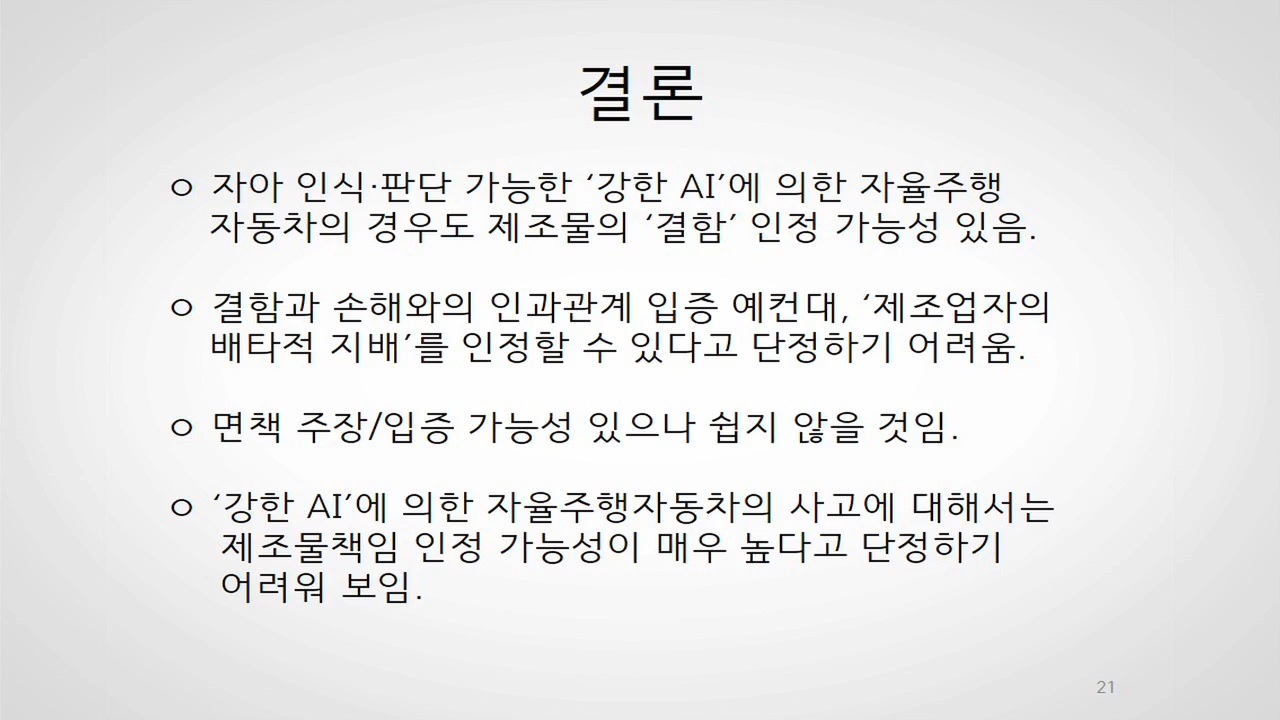 결론
ㅇ 자아 인식·판단 가능한 ‘강한 AI’에 의한 자율주행
자동차의 경우도 제조물의 ‘결함’ 인정 가능성 있음.
ㅇ 결함과 손해와의 인과관계 입증 예컨대, ‘제조업자의
배타적 지배’를 인정할 수 있다고 단정하기 어려움.
ㅇ 면책 주장/입증 가능성 있으나 쉽지 않을 것임.
ㅇ ‘강한 AI’에 의한 자율주행자동차의 사고에 대해서는
제조물책임 인정 가능성이 매우 높다고 단정하기
어려워 보임.
21